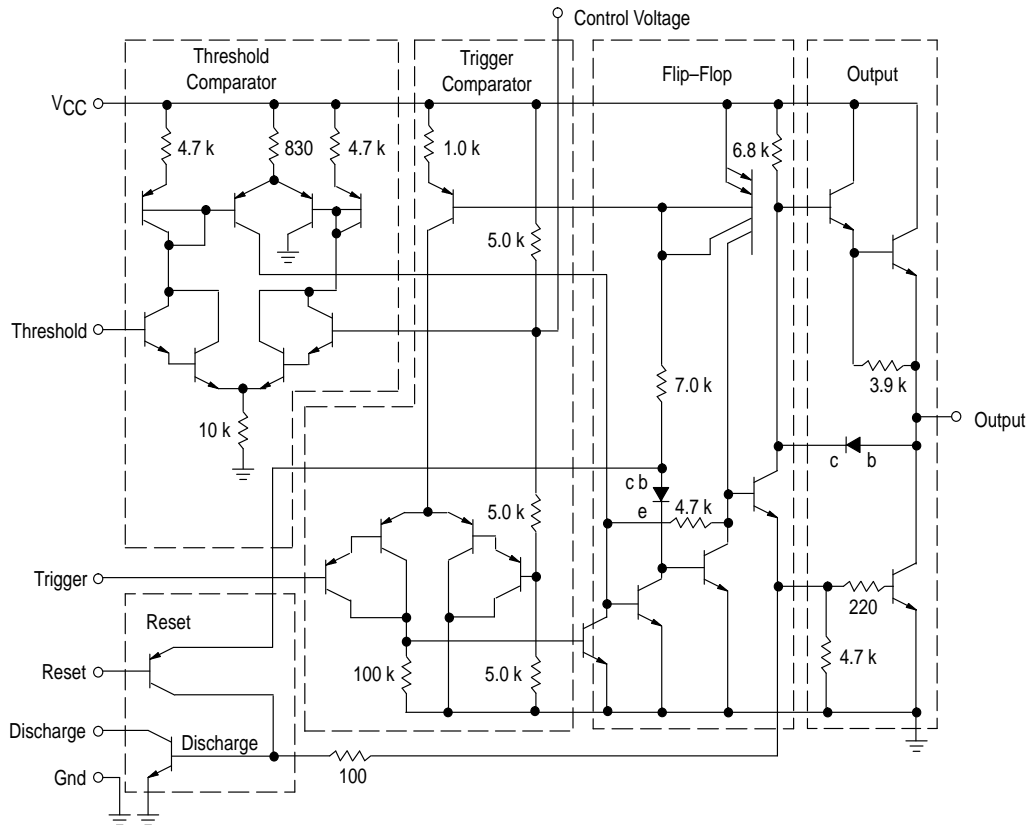 Control Voltage
Threshold
Comparator
Trigger
Comparator
Flip–Flop
Output
VCC
4.7 k
830
4.7 k
1.0 k
6.8 k
5.0 k
Threshold
7.0 k
3.9 k
10 k
Output
c b
c b
e
5.0 k
4.7 k
Trigger
220
Reset
Reset
100 k
5.0 k
4.7 k
Discharge
Discharge
Gnd
100